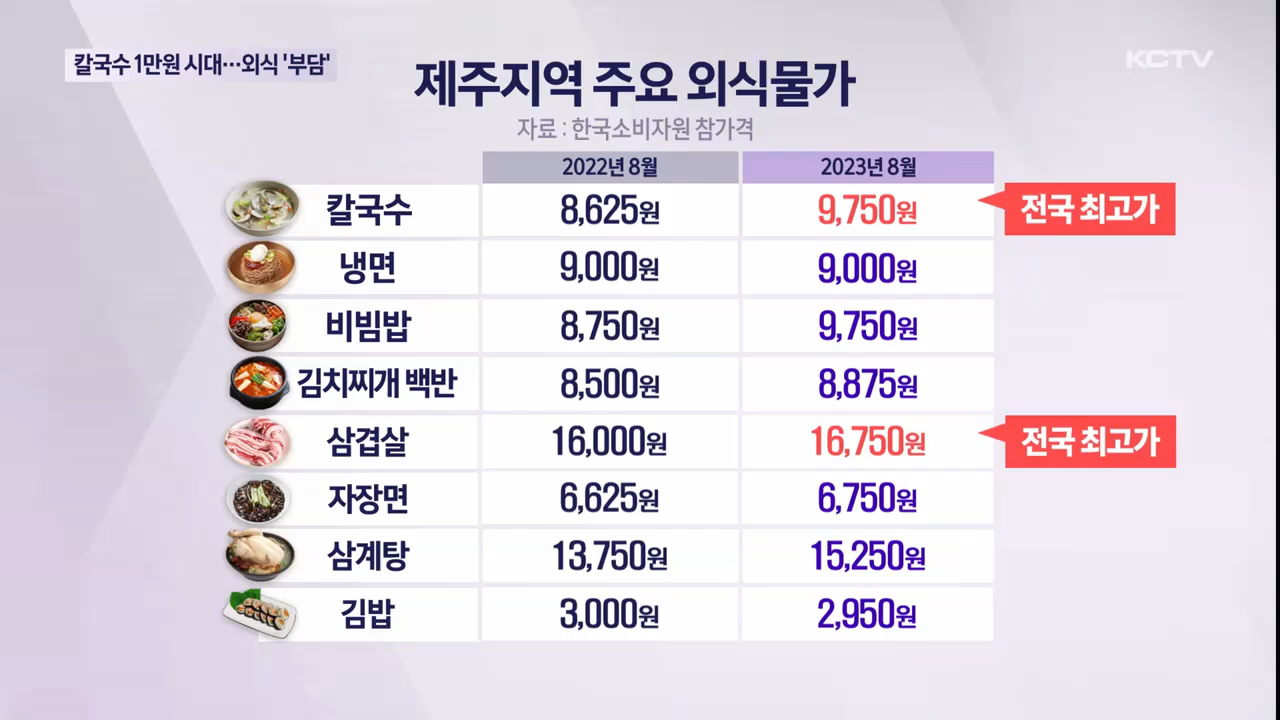 칼국수 1만원 시대…외식 '부담'
KCTV
제주지역 주요 외식물가
자료 : 한국소비자원 참가격
2022년 8월 2023년 8월
칼국수 8,625원 9,750원 전국 최고가
냉면 9,000원 9,000원
비빔밥 8,750원 9,750원
김치찌개 백반 8,500원 8,875원
삼겹살 16,000원 16,750원 전국 최고가
자장면 6,625원 6,750원
삼계탕 13,750원 15,250원
김밥 3,000원 2,950원